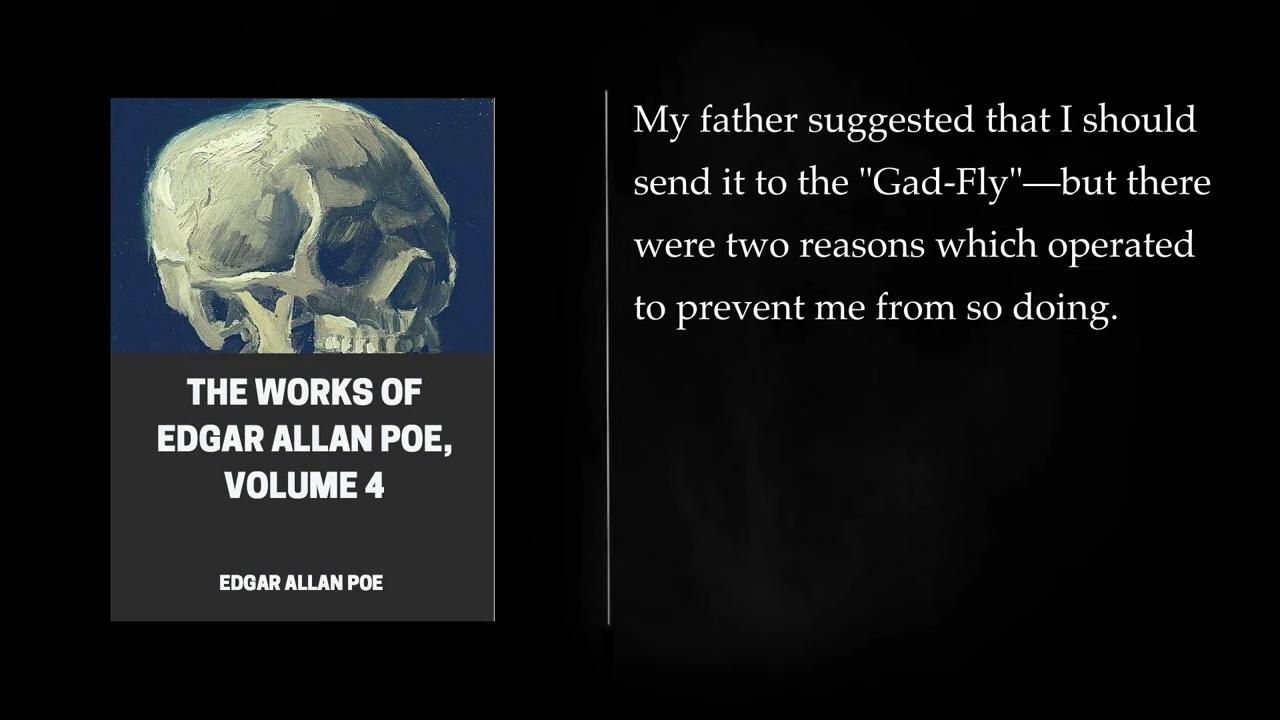 THE WORKS OF
EDGAR ALLAN POE,
VOLUME 4
EDGAR ALLAN POE
My father suggested that I should
send it to the "Gad-Fly"—but there
were two reasons which operated
to prevent me from so doing.